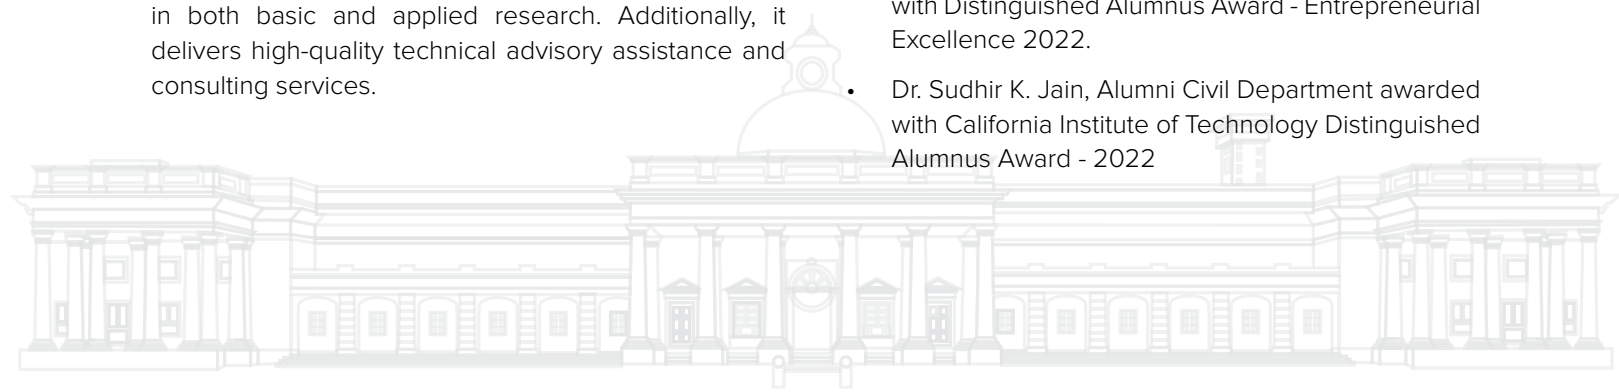 in both basic and applied research. Additionally, it
delivers high-quality technical advisory assistance and
consulting services.
with Distinguished Alumnus Award - Entrepreneurial
Excellence 2022.
• Dr. Sudhir K. Jain, Alumni Civil Department awarded
with California Institute of Technology Distinguished
Alumnus Award - 2022